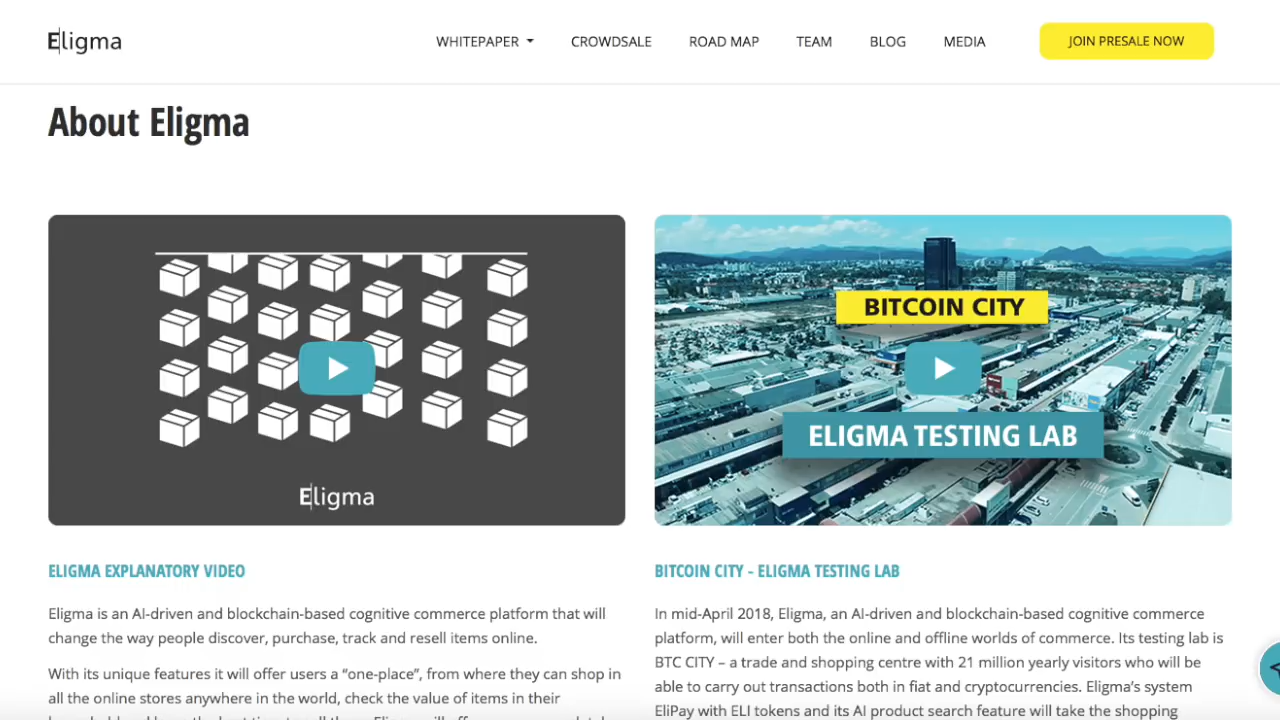 Eligma
WHITEPAPER
CROWDSALE
ROAD MAP
TEAM
BLOG
MEDIA
JOIN PRESALE NOW
About Eligma
Eligma
BITCOIN CITY
ELIGMA TESTING LAB
ELIGMA EXPLANATORY VIDEO
Eligma is an AI-driven and blockchain-based cognitive commerce platform that will
change the way people discover, purchase, track and resell items online.
With its unique features it will offer users a “one-place”, from where they can shop in
all the online stores anywhere in the world, check the value of items in their
BITCOIN CITY - ELIGMA TESTING LAB
In mid-April 2018, Eligma, an AI-driven and blockchain-based cognitive commerce
platform, will enter both the online and offline worlds of commerce. Its testing lab is
BTC CITY – a trade and shopping centre with 21 million yearly visitors who will be
able to carry out transactions both in fiat and cryptocurrencies. Eligma’s system
EliPay with ELI tokens and its AI product search feature will take the shopping